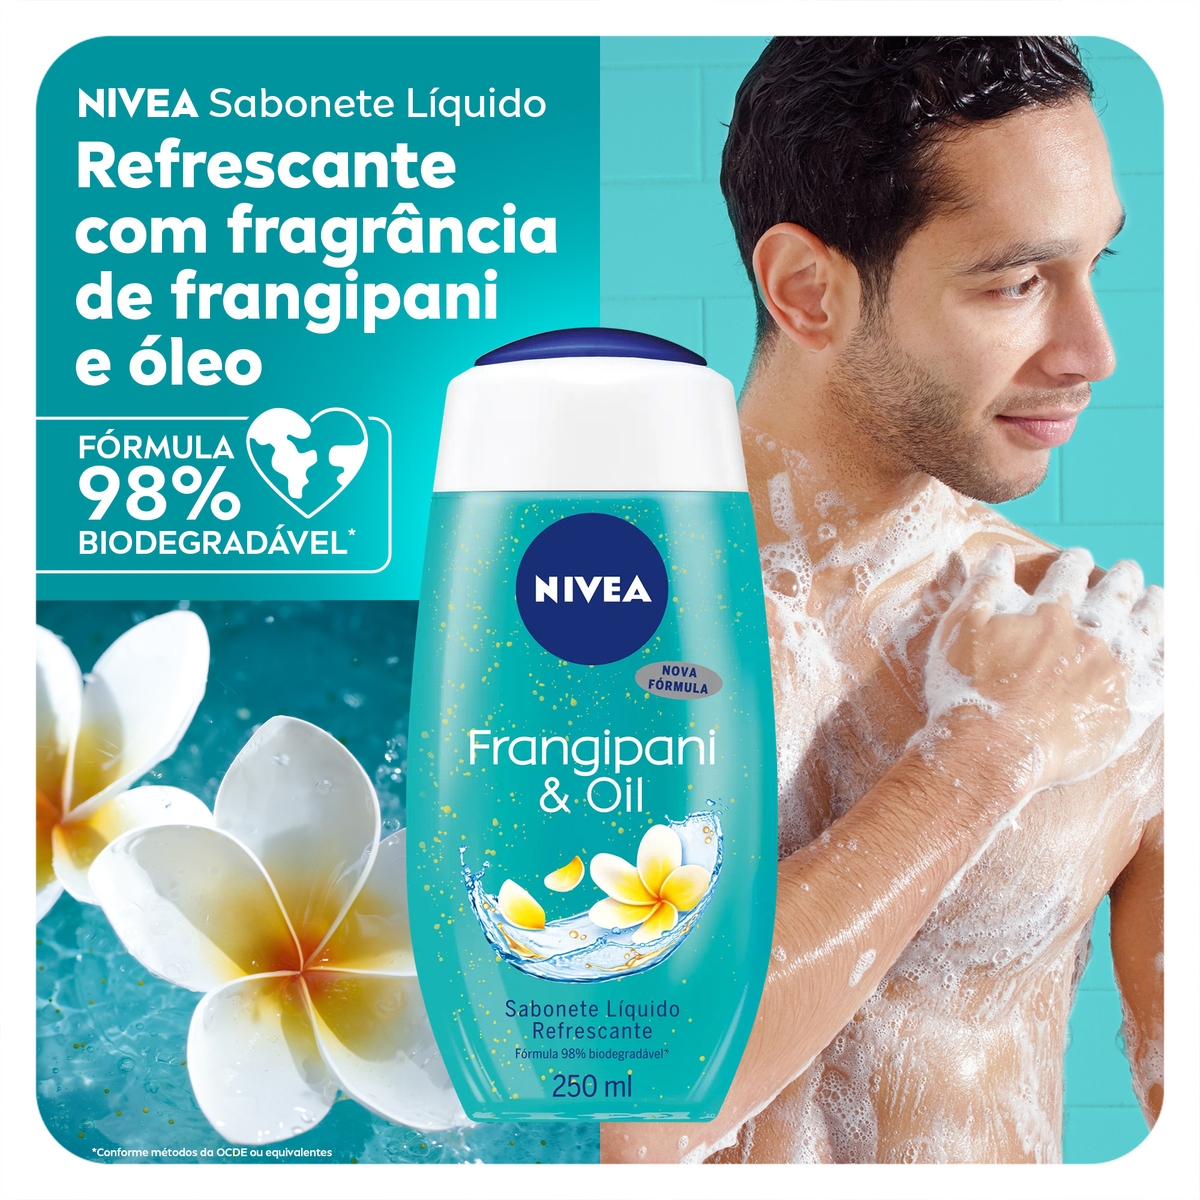 NIVEA Sabonete Líquido
Refrescante
com fragrância
de frangipani
e óleo
FÓRMULA
98%
BIODEGRADÁVEL*
NIVEA
NOVA
FÓRMULA
Frangipani
& Oil
Sabonete Líquido
Refrescante
Fórmula 98% biodegradável*
250 ml
*Conforme métodos da OCDE ou equivalentes